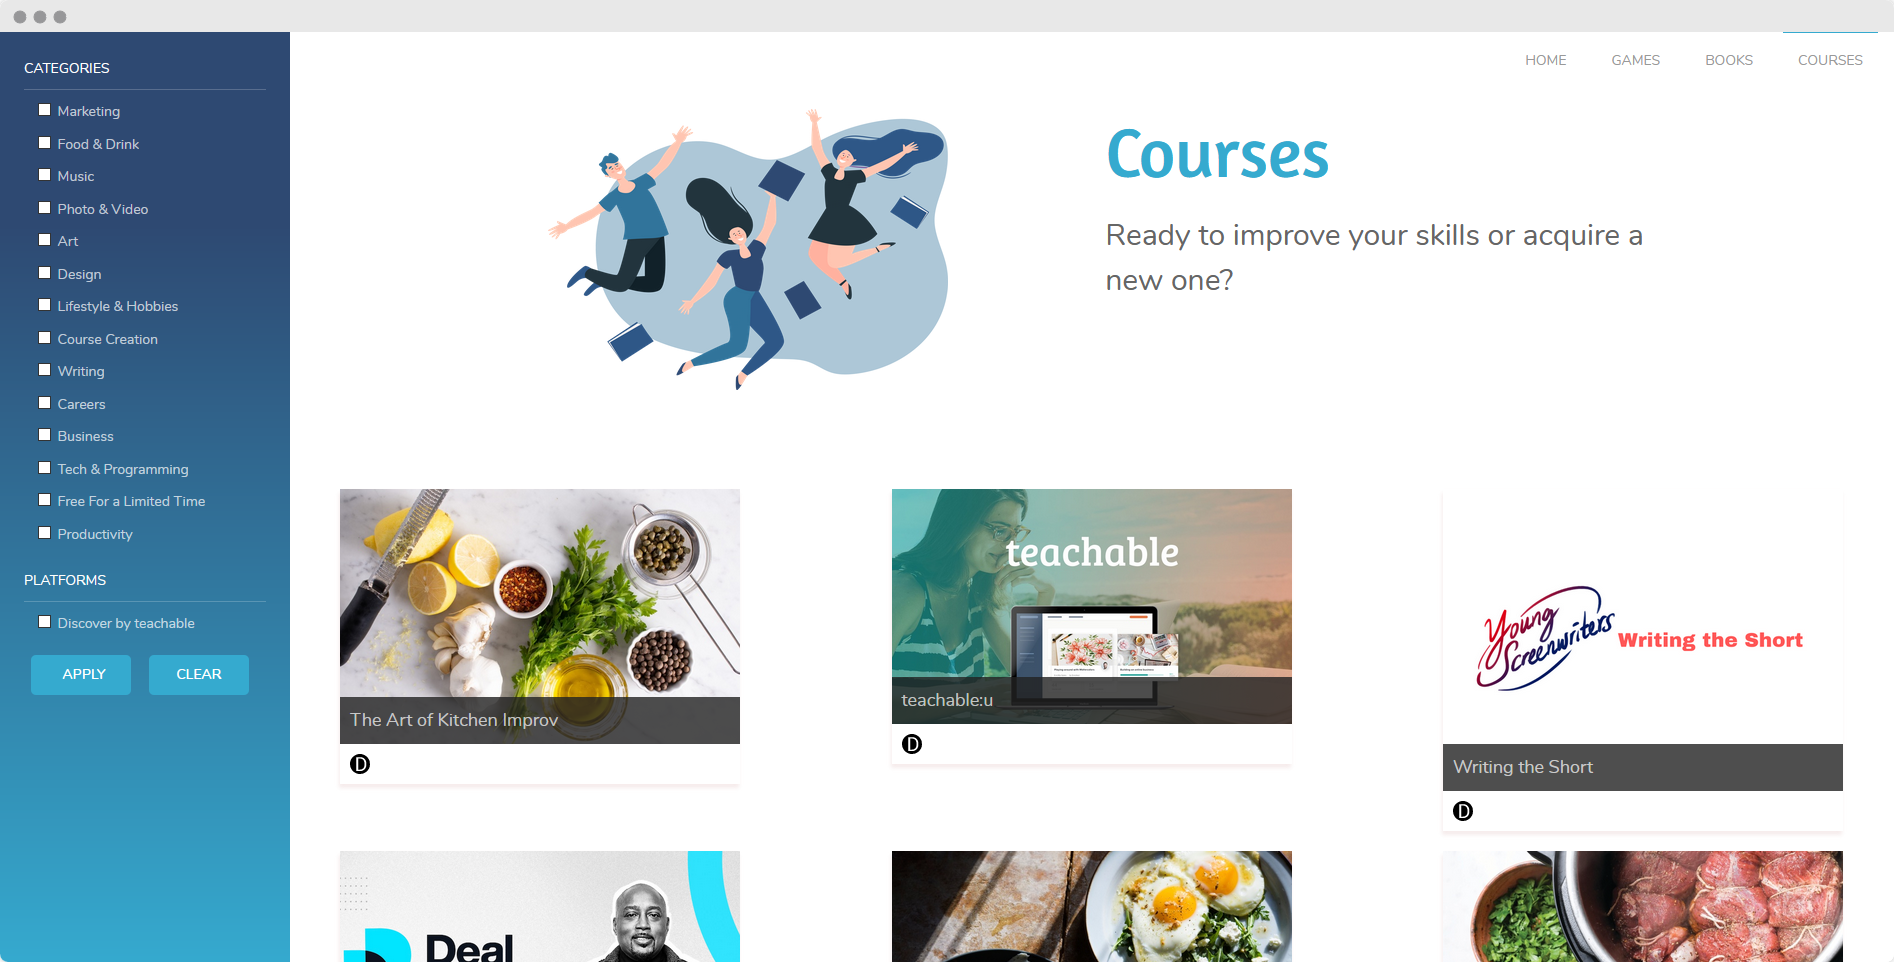 CATEGORIES
Marketing
Food & Drink
Music
Photo & Video
Art
Design
Lifestyle & Hobbies
Course Creation
Writing
Careers
Business
Tech & Programming
Free For a Limited Time
Productivity
PLATFORMS
Discover by teachable
APPLY CLEAR
HOME GAMES BOOKS COURSES
Courses
Ready to improve your skills or acquire a
new one?
The Art of Kitchen Improv
D
teachable
teachable:u
D
Young
Screenwriters
Writing the Short
Writing the Short
D
Deal